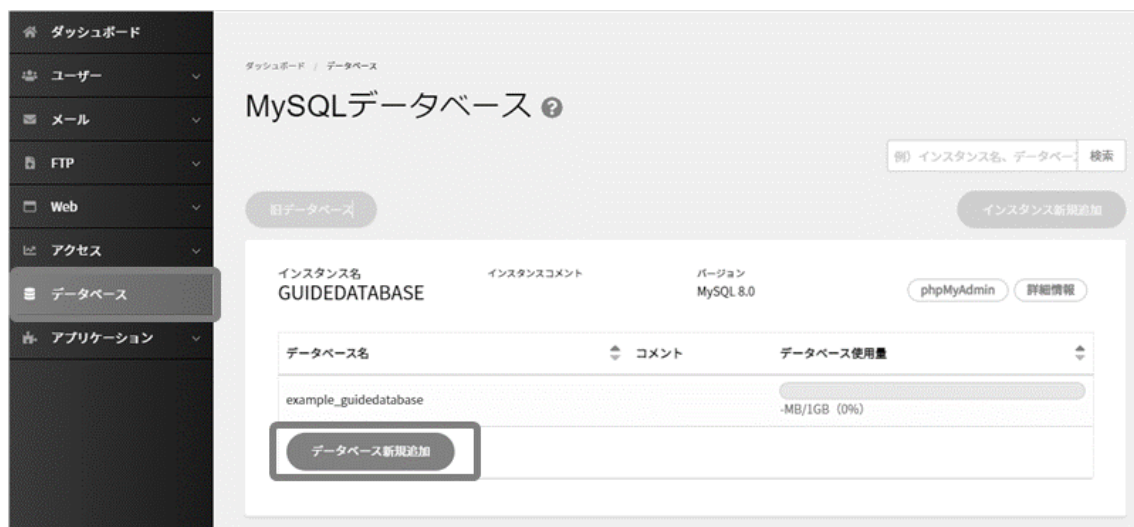 ダッシュボード
ユーザー
メール
FTP
Web
アクセス
データベース
アプリケーション
ダッシュボード / データベース
MySQLデータベース ?
例）インスタンス名、データベー
検索
旧データベース
インスタンス新規追加
インスタンス名
GUIDEDATABASE
インスタンスコメント
バージョン
MySQL 8.0
phpMyAdmin
詳細情報
データベース名
コメント
データベース使用量
example_guidedatabase
-MB/1GB（0%）
データベース新規追加